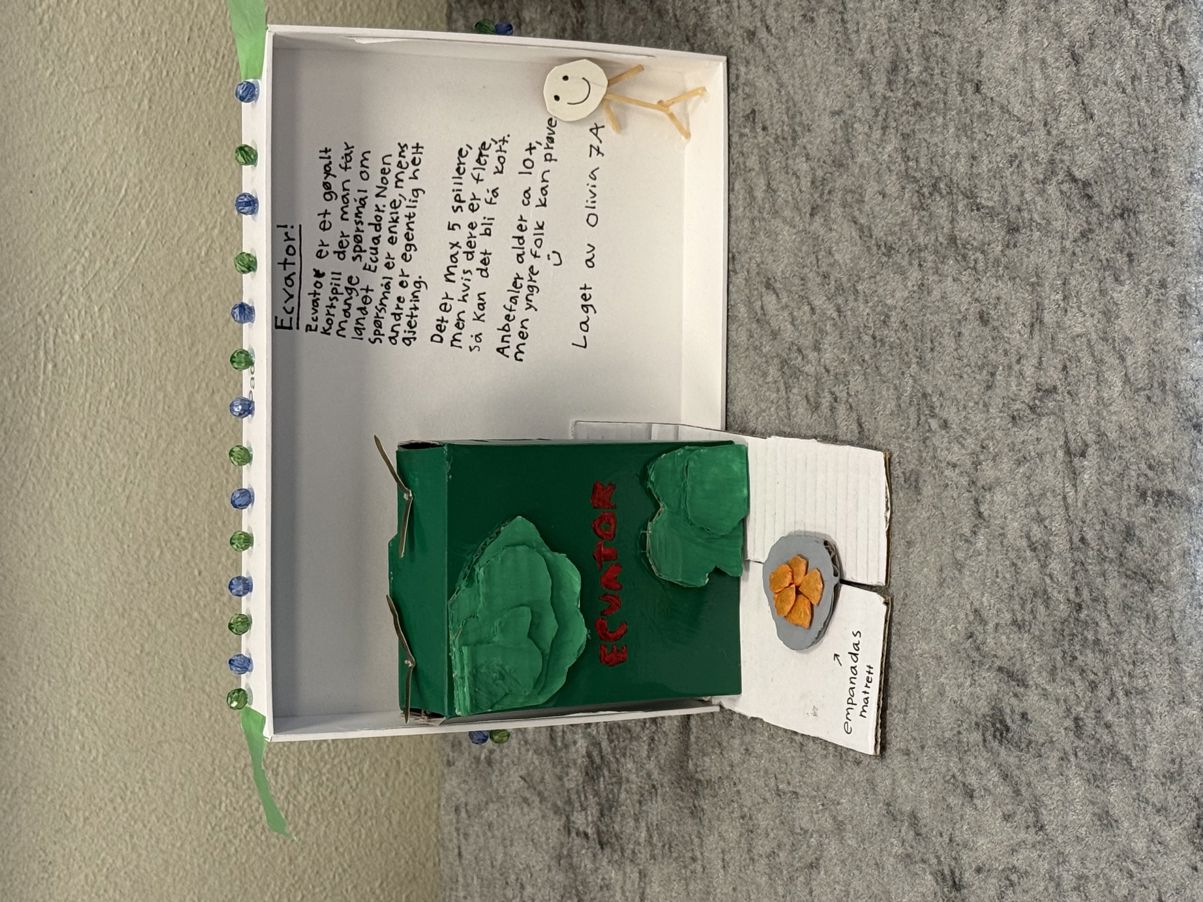 Ecvator!
Ecvator er et gøyalt
kortspill der man får
mange spørsmål om
landet Ecuador. Noen
spørsmål er enkle, mens
andre er egentlig helt
gjetring.
Det er max 5 spillere,
men hvis dere er flere,
så kan det bli få kort.
Anbefaler alder ca 10+,
men yngre folk kan prøve
Laget av Olivia 7A
ECVATOR
empanadas
matrett